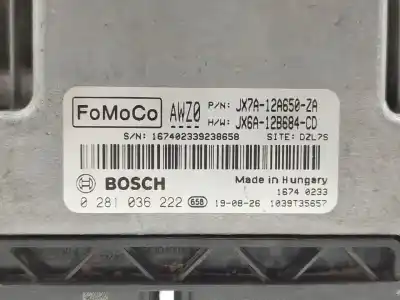 FoMoCo AWZ0 P/N: JX7A-12A650-ZA
H/W: JX6A-12B684-CD
S/N: 167402339238658 SITE: DZL7S
Made in Hungary
BOSCH 1674 0233
0 281 036 222 658 19-08-26 1039T35657